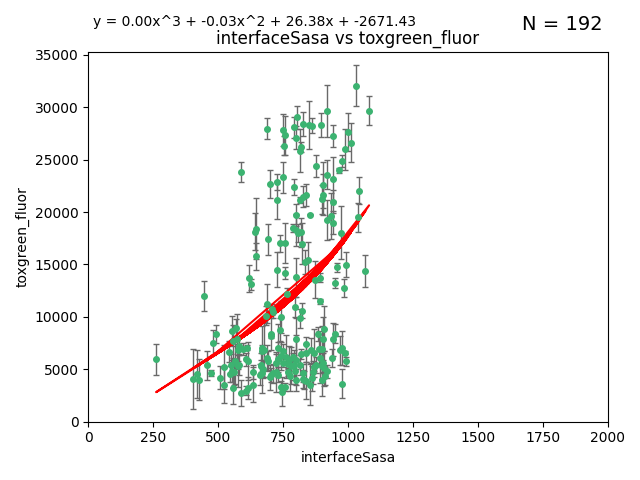 y = 0.00x^3 + -0.03x^2 + 26.38x + -2671.43
N = 192
interfaceSasa vs toxgreen_fluor
35000
30000
25000
20000
15000
10000
5000
0
toxgreen_fluor
0 250 500 750 1000 1250 1500 1750 2000
interfaceSasa